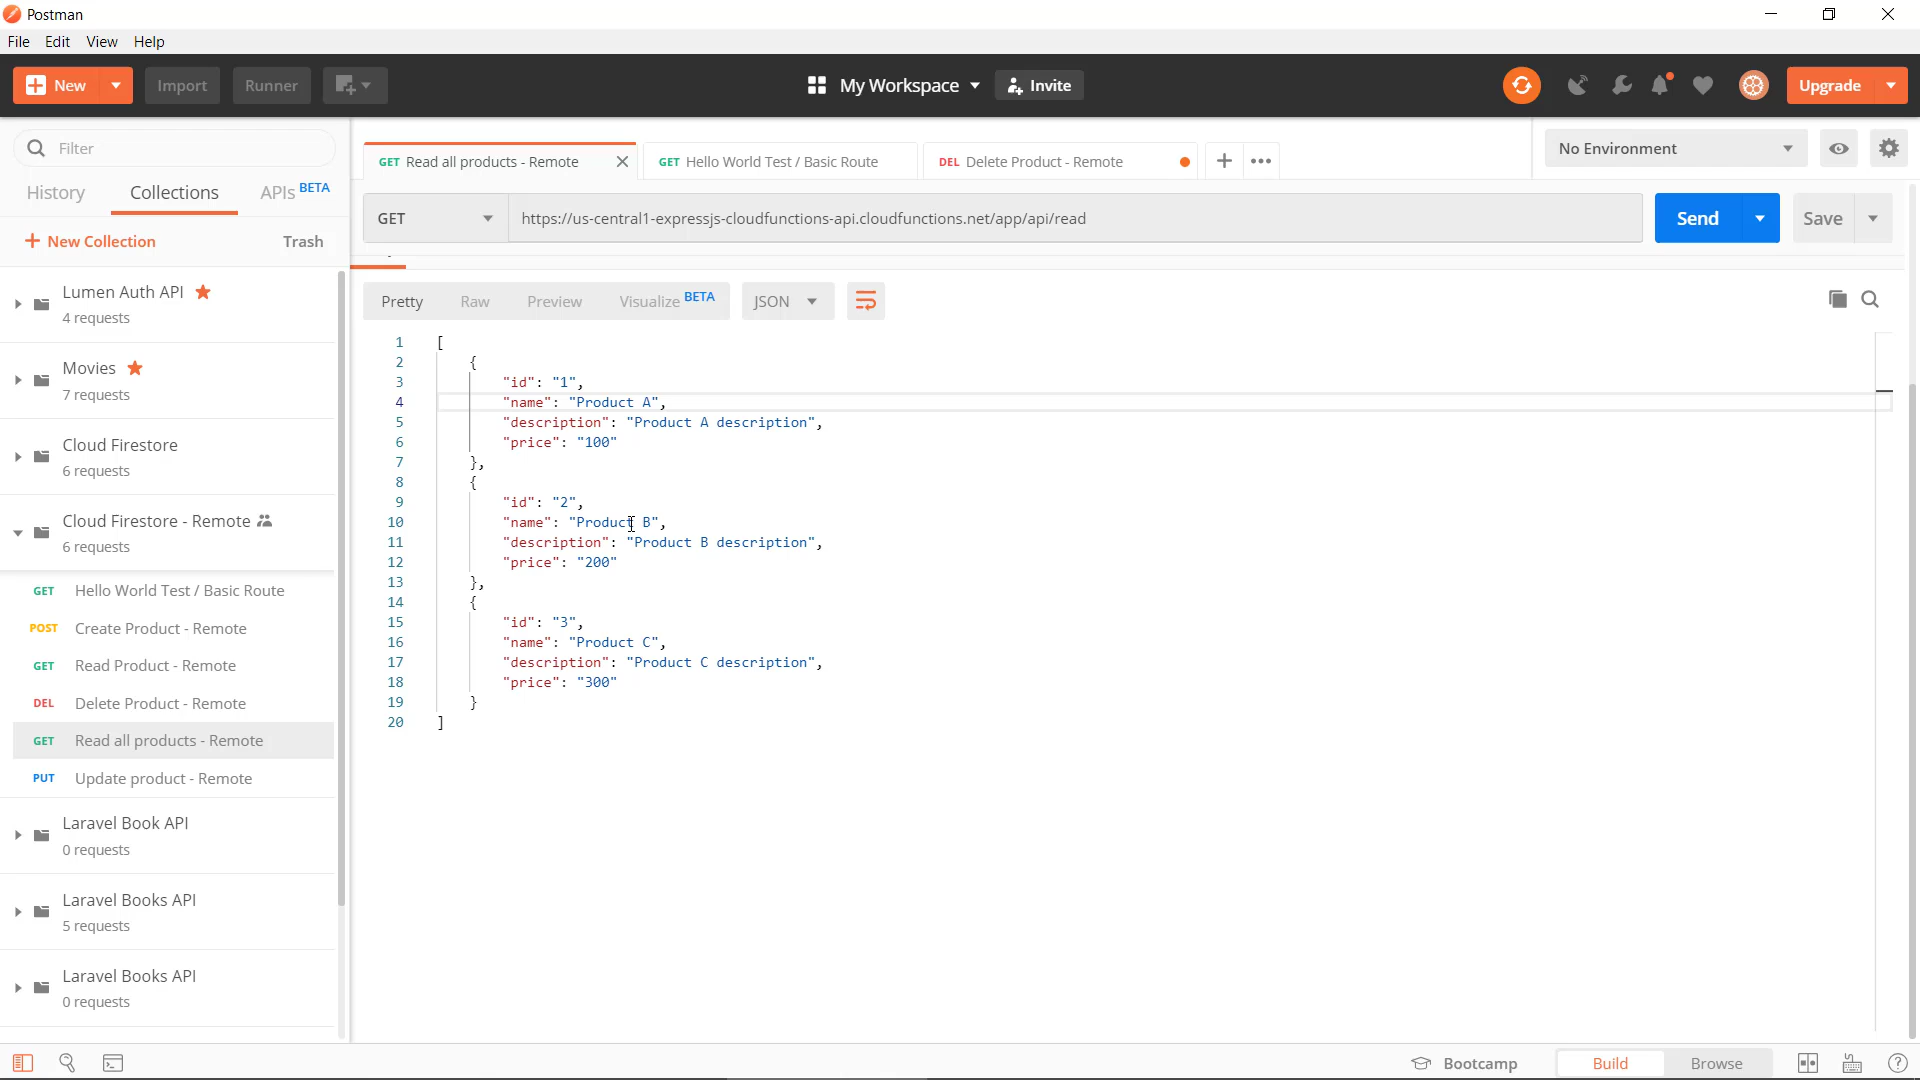 Postman
File Edit View Help
New Import Runner My Workspace Invite Upgrade
Filter
History Collections APIs BETA
New Collection Trash
Lumen Auth API
4 requests
Movies
7 requests
Cloud Firestore
6 requests
Cloud Firestore - Remote
6 requests
GET Hello World Test / Basic Route
POST Create Product - Remote
GET Read Product - Remote
DEL Delete Product - Remote
GET Read all products - Remote
PUT Update product - Remote
Laravel Book API
0 requests
Laravel Books API
5 requests
Laravel Books API
0 requests
GET Read all products - Remote GET Hello World Test / Basic Route DEL Delete Product - Remote No Environment
GET https://us-central1-expressjs-cloudfunctions-api.cloudfunctions.net/app/api/read Send Save
Pretty Raw Preview Visualize BETA JSON
1 [
2 {
3 "id": "1",
4 "name": "Product A",
5 "description": "Product A description",
6 "price": "100"
7 },
8 {
9 "id": "2",
10 "name": "Product B",
11 "description": "Product B description",
12 "price": "200"
13 },
14 {
15 "id": "3",
16 "name": "Product C",
17 "description": "Product C description",
18 "price": "300"
19 }
20 ]
Bootcamp Build Browse